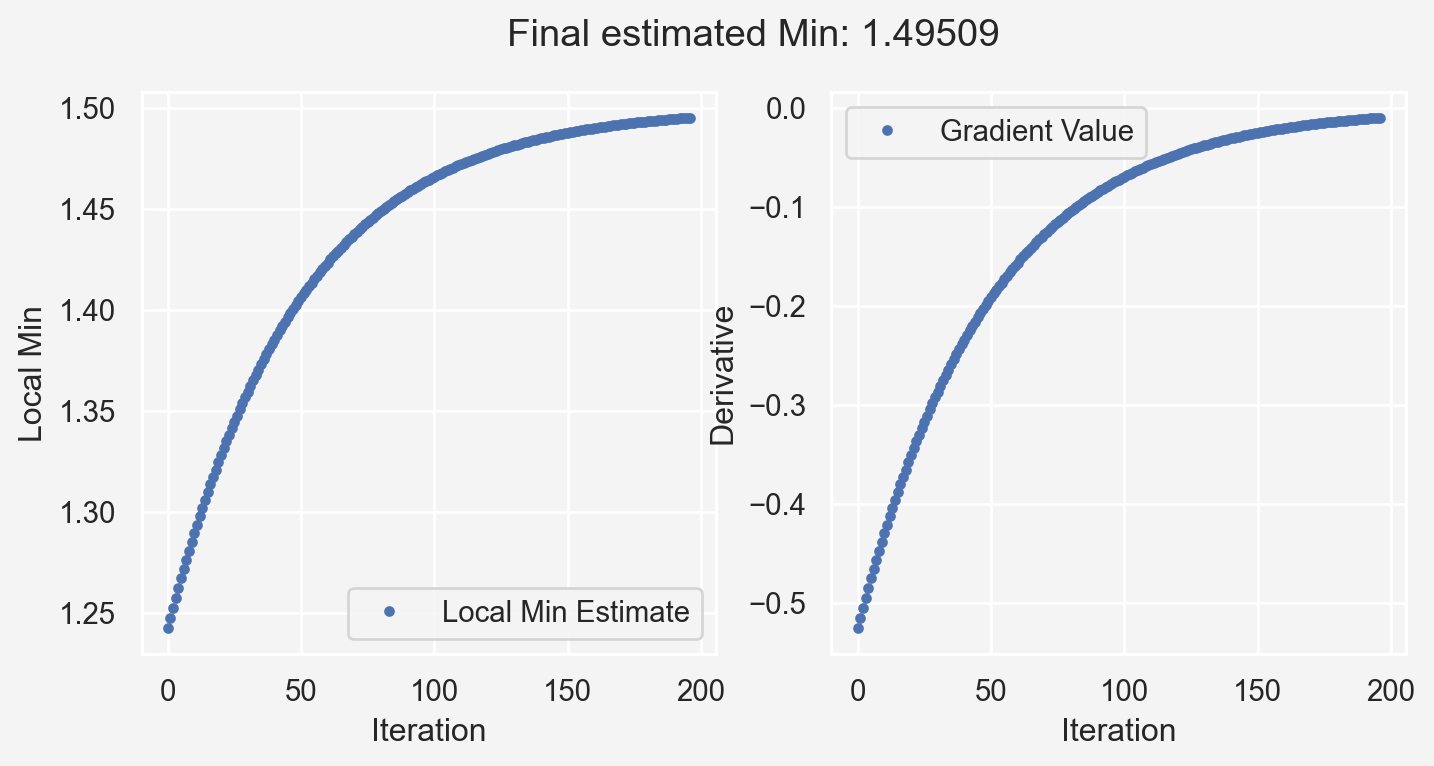 Final estimated Min: 1.49509
1.50
1.45
1.40
1.35
1.30
1.25
Local Min
Local Min Estimate
0 50 100 150 200
Iteration
0.0
−0.1
−0.2
−0.3
−0.4
−0.5
Derivative
Gradient Value
0 50 100 150 200
Iteration